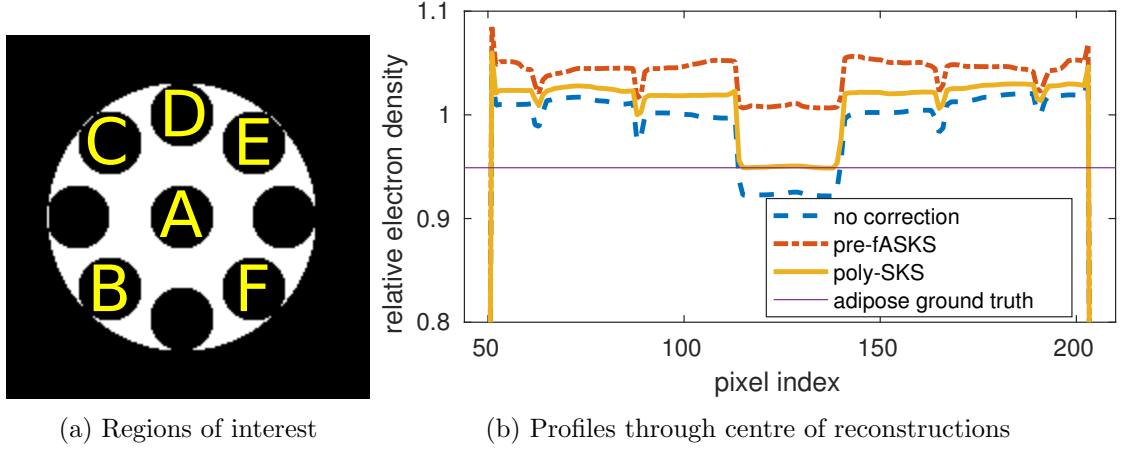 D
C
E
A
B
F
(a) Regions of interest
1.1
1
0.9
0.8
relative electron density
50
100
150
200
pixel index
no correction
pre-fASKS
poly-SKS
adipose ground truth
(b) Profiles through centre of reconstructions